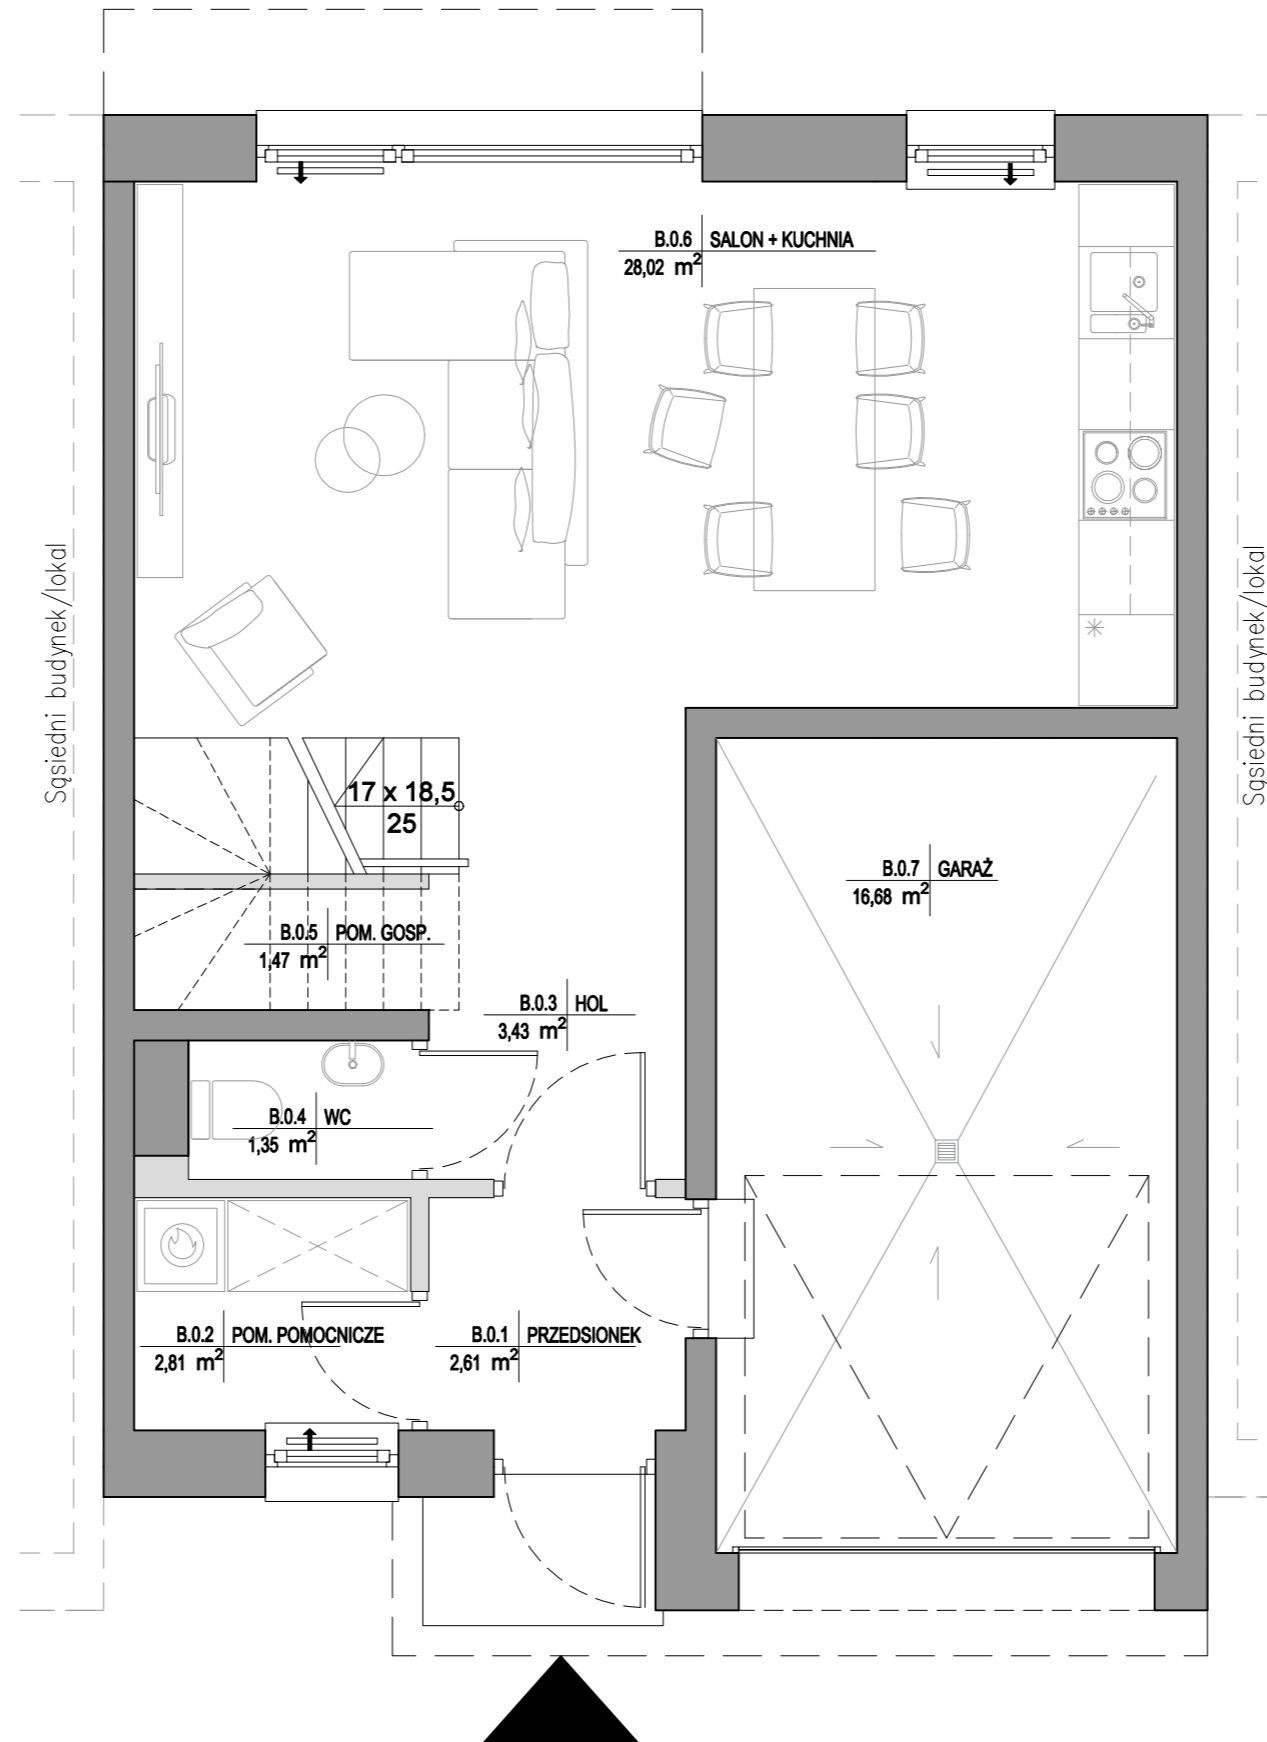 B.0.6 SALON + KUCHNIA
28,02 m²
Sąsiedni budynek/lokal
Sąsiedni budynek/lokal
17 x 18,5
25
B.0.7 GARAŻ
16,68 m²
B.0.5 POM. GOSP.
1,47 m²
B.0.3 HOL
3,43 m²
B.0.4 WC
1,35 m²
B.0.2 POM. POMOCNICZE
2,81 m²
B.0.1 PRZEDSIONEK
2,61 m²